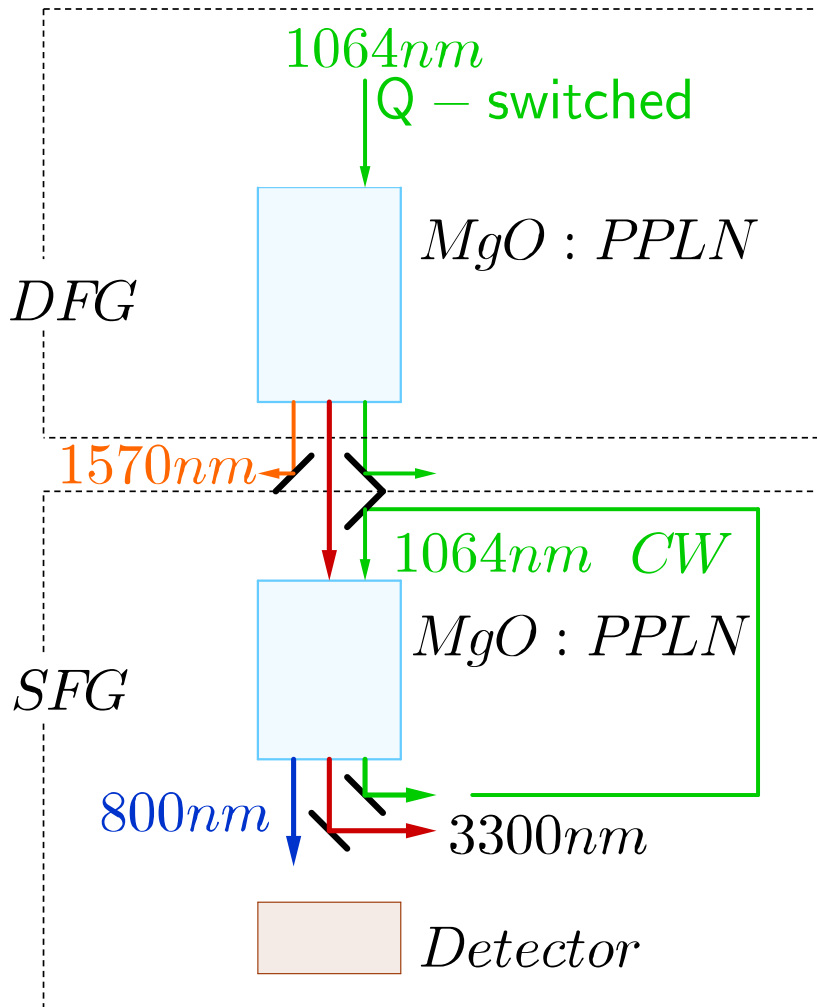 1064nm
Q – switched
MgO : PPLN
DFG
1570nm
1064nm CW
MgO : PPLN
SFG
800nm
3300nm
Detector